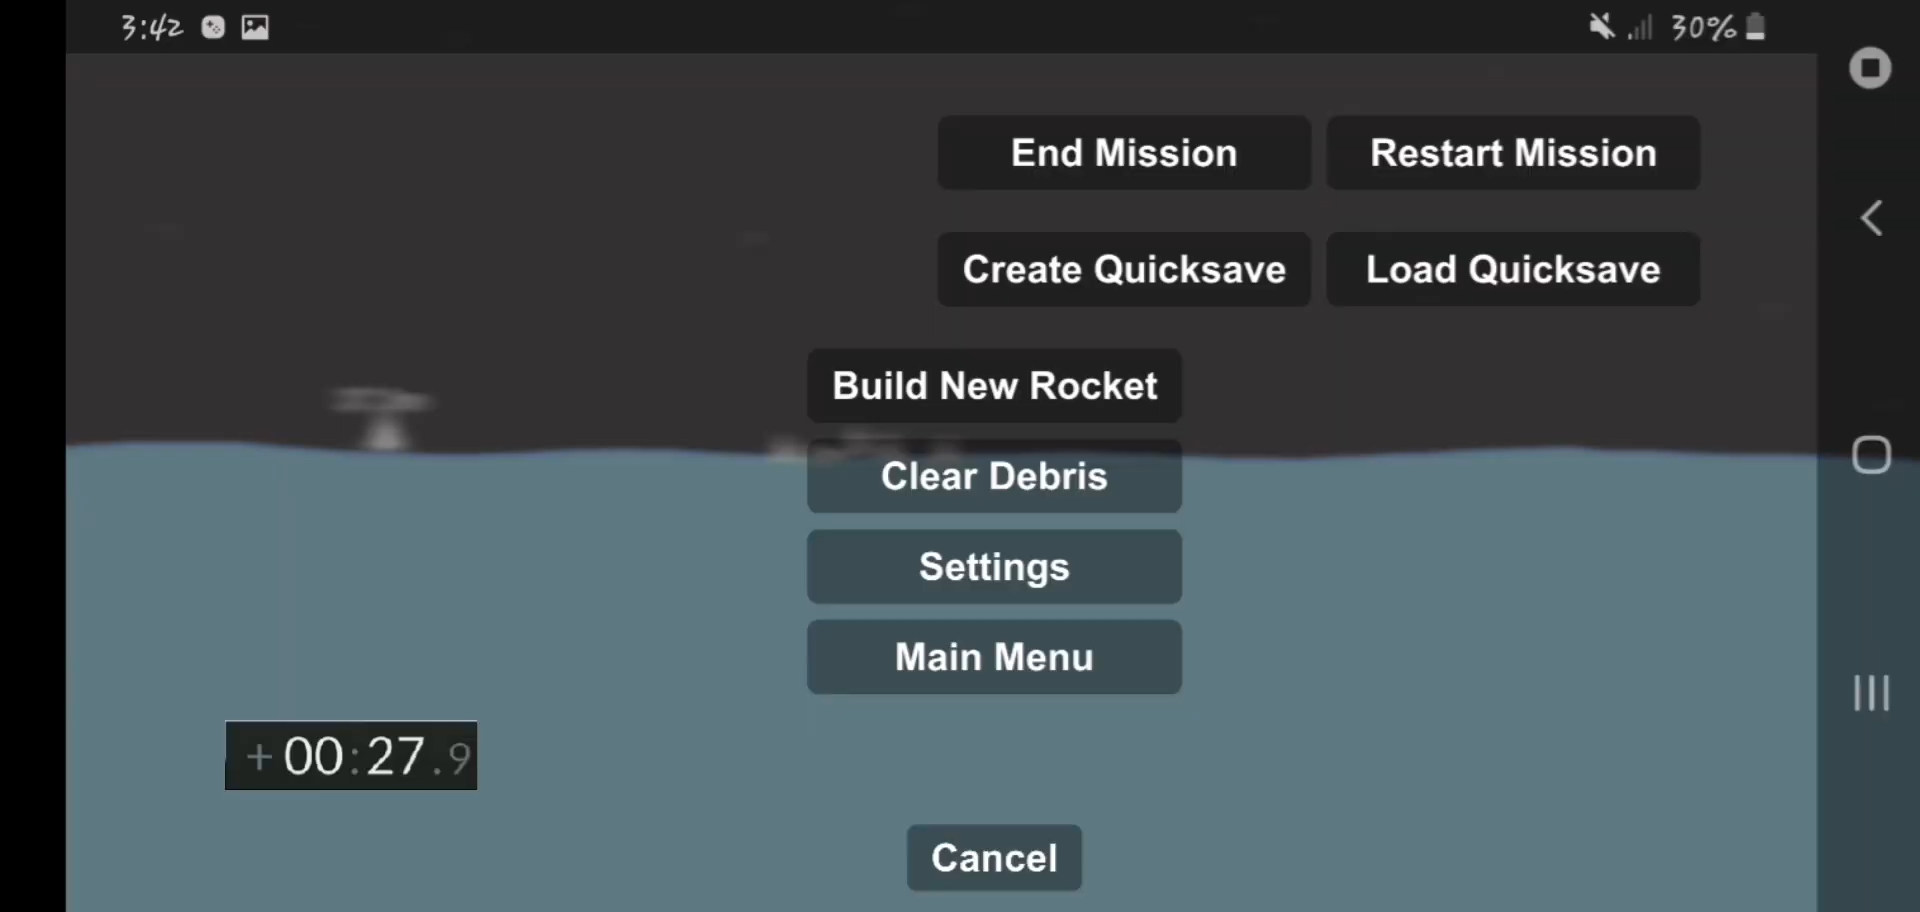 3:42 30%
End Mission Restart Mission
Create Quicksave Load Quicksave
Build New Rocket
Clear Debris
Settings
Main Menu
+00:27.9
Cancel